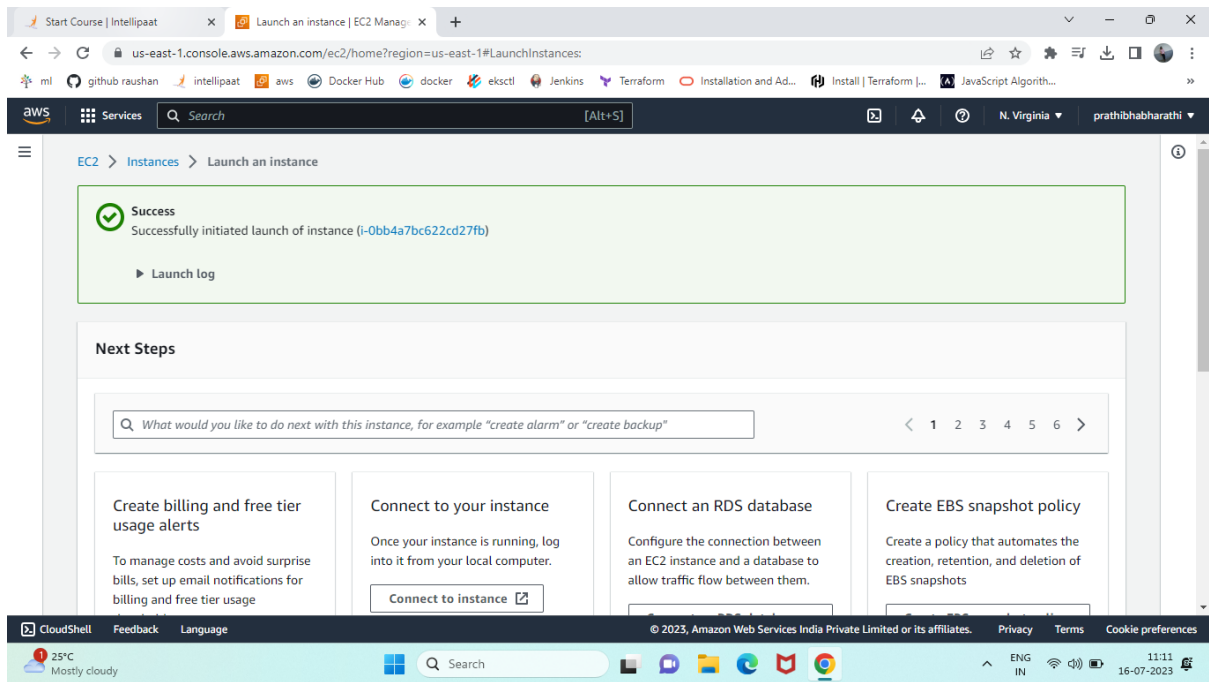 Start Course | Intellipaat
Launch an instance | EC2 Manage
us-east-1.console.aws.amazon.com/ec2/home?region=us-east-1#LaunchInstances:
ml github raushan intellipaat aws Docker Hub docker eksctl Jenkins Terraform Installation and Ad... Install | Terraform |... JavaScript Algorith... »
aws Services Search [Alt+S] N. Virginia prathibhabharathi
EC2 Instances Launch an instance
Success
Successfully initiated launch of instance (i-0bb4a7bc622cd27fb)
Launch log
Next Steps
What would you like to do next with this instance, for example "create alarm" or "create backup"
1 2 3 4 5 6
Create billing and free tier
usage alerts
To manage costs and avoid surprise
bills, set up email notifications for
billing and free tier usage
Connect to your instance
Once your instance is running, log
into it from your local computer.
Connect to instance
Connect an RDS database
Configure the connection between
an EC2 instance and a database to
allow traffic flow between them.
Create EBS snapshot policy
Create a policy that automates the
creation, retention, and deletion of
EBS snapshots
CloudShell Feedback Language © 2023, Amazon Web Services India Private Limited or its affiliates. Privacy Terms Cookie preferences
1
25°C
Mostly cloudy
Search
ENG
IN
11:11
16-07-2023